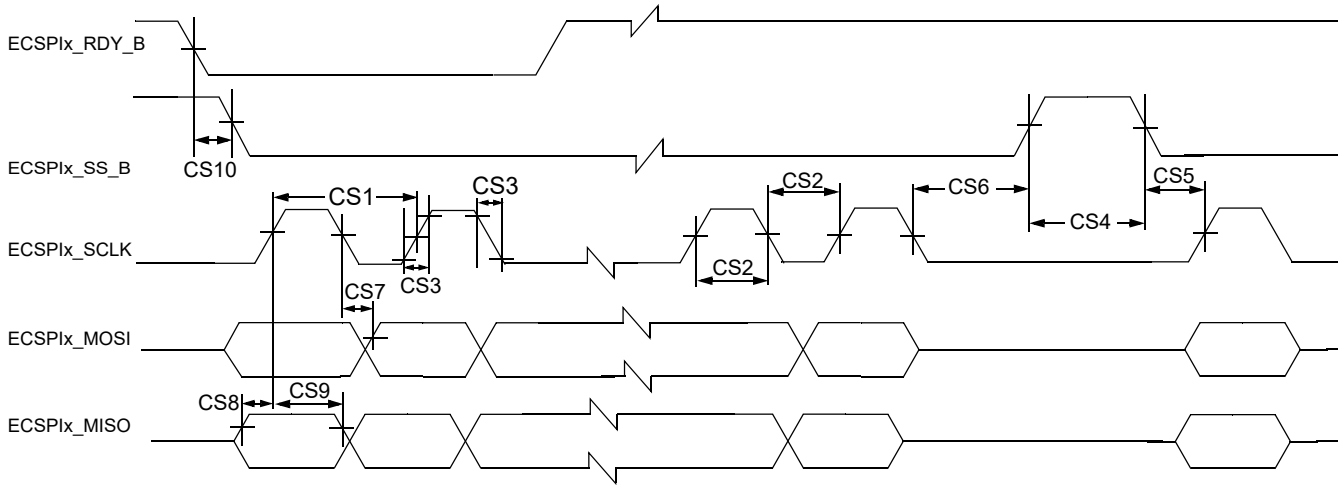 ECSPIx_RDY_B
CS10
ECSPIx_SS_B
CS1
CS3
CS2
CS6
CS5
CS4
ECSPIx_SCLK
CS3
CS2
CS7
ECSPIx_MOSI
CS8
CS9
ECSPIx_MISO